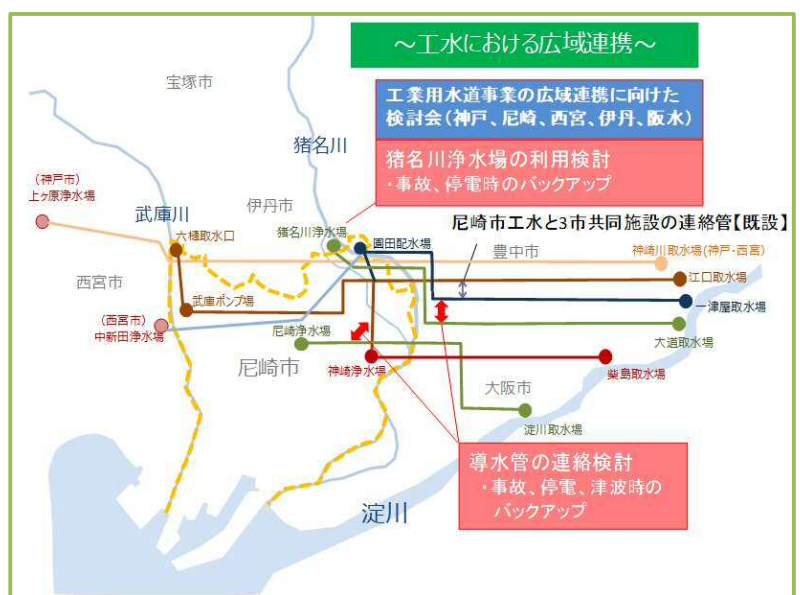 ～工水における広域連携～
宝塚市
工業用水道事業の広域連携に向けた
検討会(神戸、尼崎、西宮、伊丹、阪水)
猪名川
猪名川浄水場の利用検討
・事故、停電時のバックアップ
(神戸市)
上ヶ原浄水場
武庫川
伊丹市
六樋取水口
猪名川浄水場
園田配水場
尼崎市工水と3市共同施設の連絡管【既設】
豊中市
神崎川取水場(神戸・西宮)
西宮市
江口取水場
武庫ポンプ場
一津屋取水場
(西宮市)
中新田浄水場
尼崎浄水場
大道取水場
尼崎市
神崎浄水場
柴島取水場
大阪市
淀川取水場
導水管の連絡検討
・事故、停電、津波時の
バックアップ
淀川